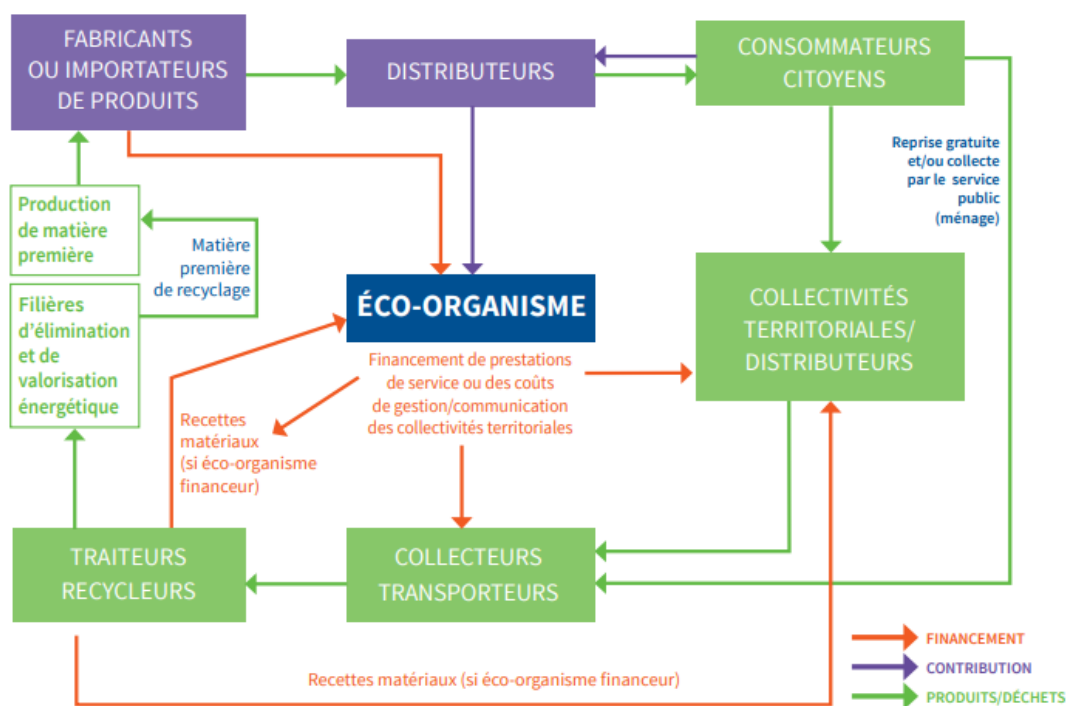 FABRICANTS
OU IMPORTATEURS
DE PRODUITS
DISTRIBUTEURS
CONSOMMATEURS
CITOYENS
Reprise gratuite
et/ou collecte
par le service
public
(ménage)
Production
de matière
première
Matière
première
de recyclage
Filières
d'élimination
et de
valorisation
énergétique
ÉCO-ORGANISME
COLLECTIVITÉS
TERRITORIALES/
DISTRIBUTEURS
Financement de prestations
de service ou des coûts
de gestion/communication
des collectivités territoriales
Recettes
matériaux
(si éco-organisme
financeur)
TRAITEURS
RECYCLEURS
COLLECTEURS
TRANSPORTEURS
Recettes matériaux (si éco-organisme financeur)
FINANCEMENT
CONTRIBUTION
PRODUITS/DÉCHETS